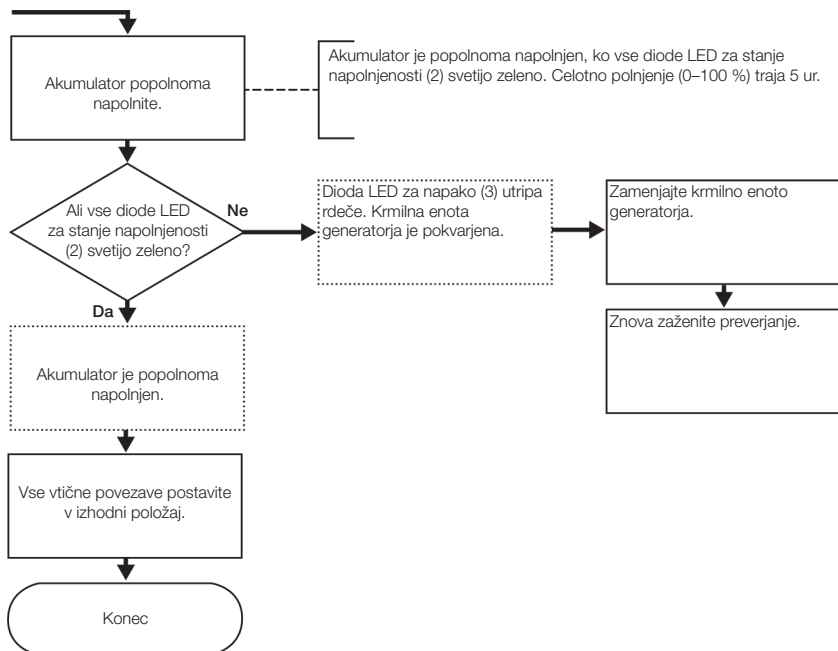 Akumulator popolnoma
napolnite.
Akumulator je popolnoma napolnjen, ko vse diode LED za stanje
napolnjenosti (2) svetijo zeleno. Celotno polnjenje (0–100 %) traja 5 ur.
Ali vse diode LED
za stanje napolnjenosti
(2) svetijo zeleno?
Ne
Dioda LED za napako (3) utripa
rdeče. Krmilna enota
generatorja je pokvarjena.
Zamenjajte krmilno enoto
generatorja.
Znova zaženite preverjanje.
Da
Akumulator je popolnoma
napolnjen.
Vse vtične povezave postavite
v izhodni položaj.
Konec